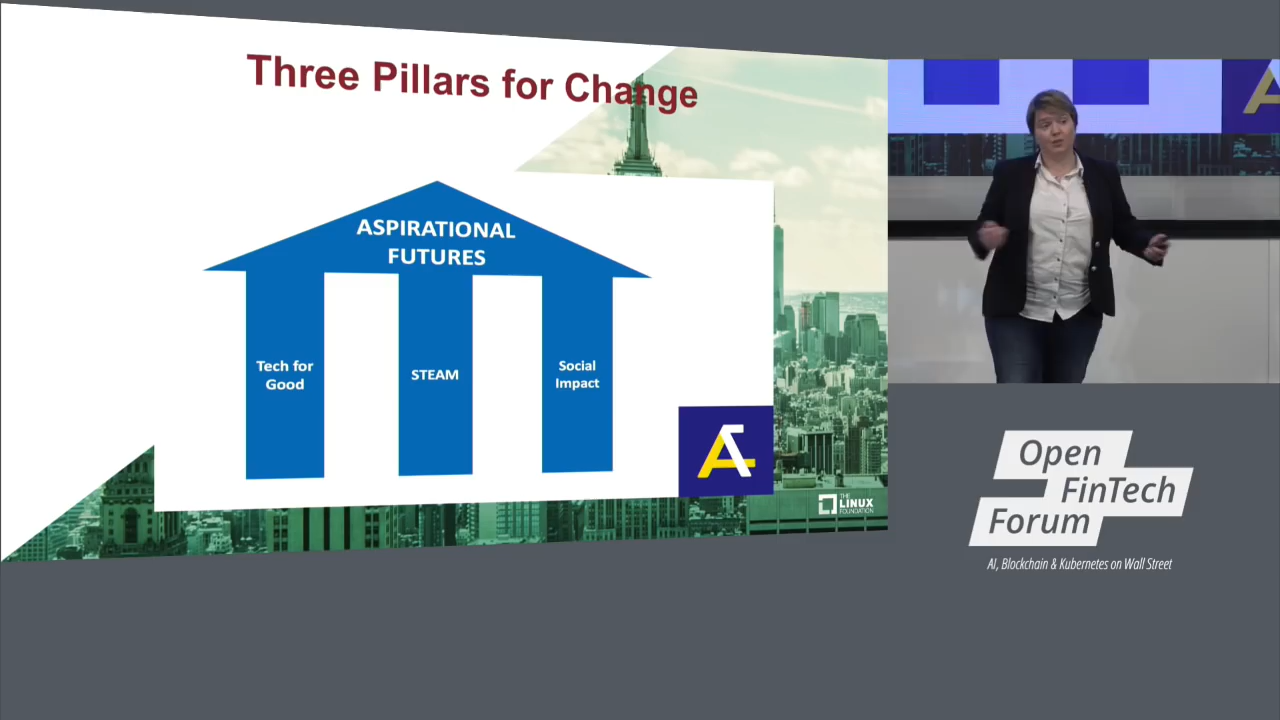 Three Pillars for Change
ASPIRATIONAL
FUTURES
Tech for
Good
STEAM
Social
Impact
THE
LINUX
FOUNDATION
Open
FinTech
Forum
AI, Blockchain & Kubernetes on Wall Street